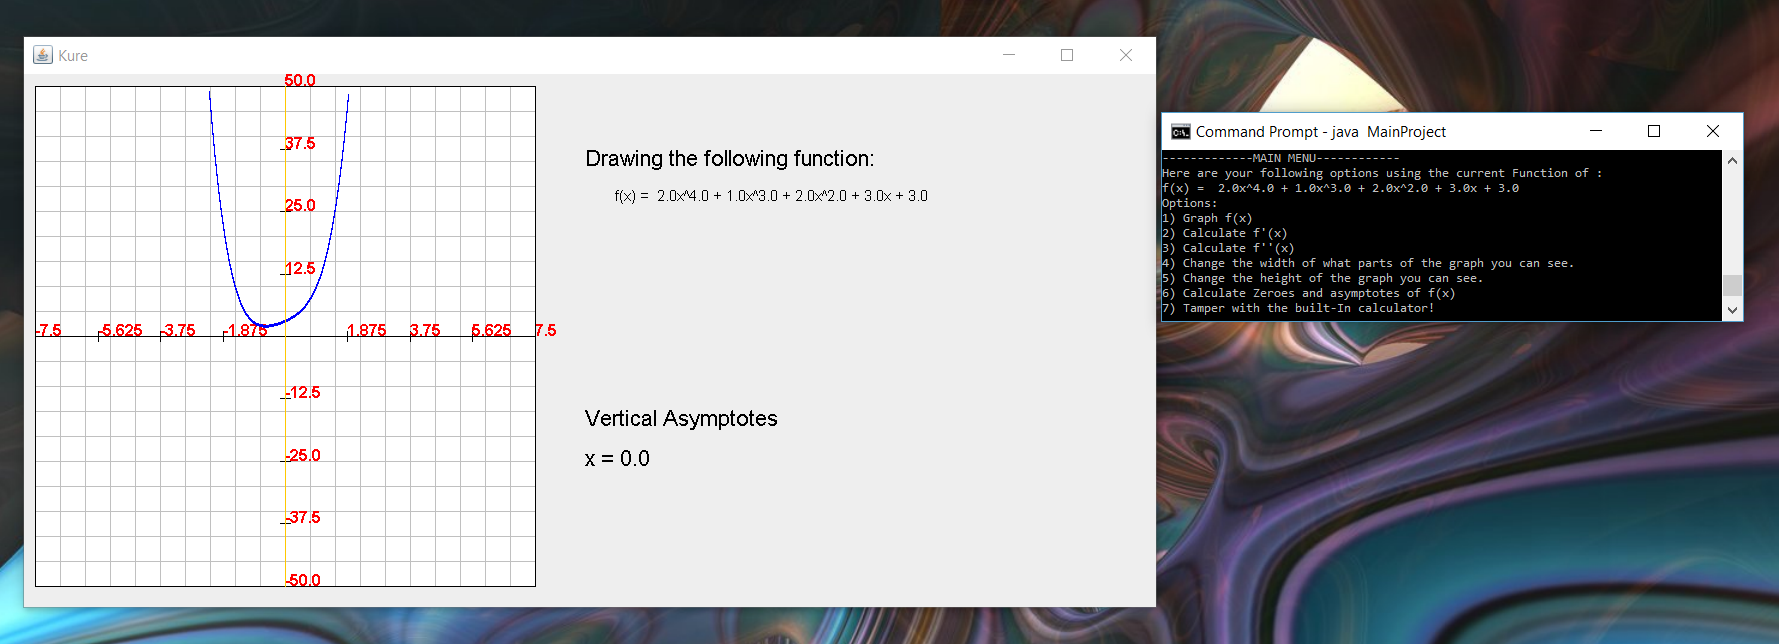 Kure
50.0
37.5
25.0
12.5
-7.5 -5.625 -3.75 -1.875 1.875 3.75 5.625 7.5
-12.5
-25.0
-37.5
-50.0
Drawing the following function:
f(x) =  2.0x^4.0 + 1.0x^3.0 + 2.0x^2.0 + 3.0x + 3.0
Vertical Asymptotes
x = 0.0
Command Prompt - java  MainProject
-------------MAIN MENU------------
Here are your following options using the current Function of :
f(x) =  2.0x^4.0 + 1.0x^3.0 + 2.0x^2.0 + 3.0x + 3.0
Options:
1) Graph f(x)
2) Calculate f'(x)
3) Calculate f''(x)
4) Change the width of what parts of the graph you can see.
5) Change the height of the graph you can see.
6) Calculate Zeroes and asymptotes of f(x)
7) Tamper with the built-In calculator!